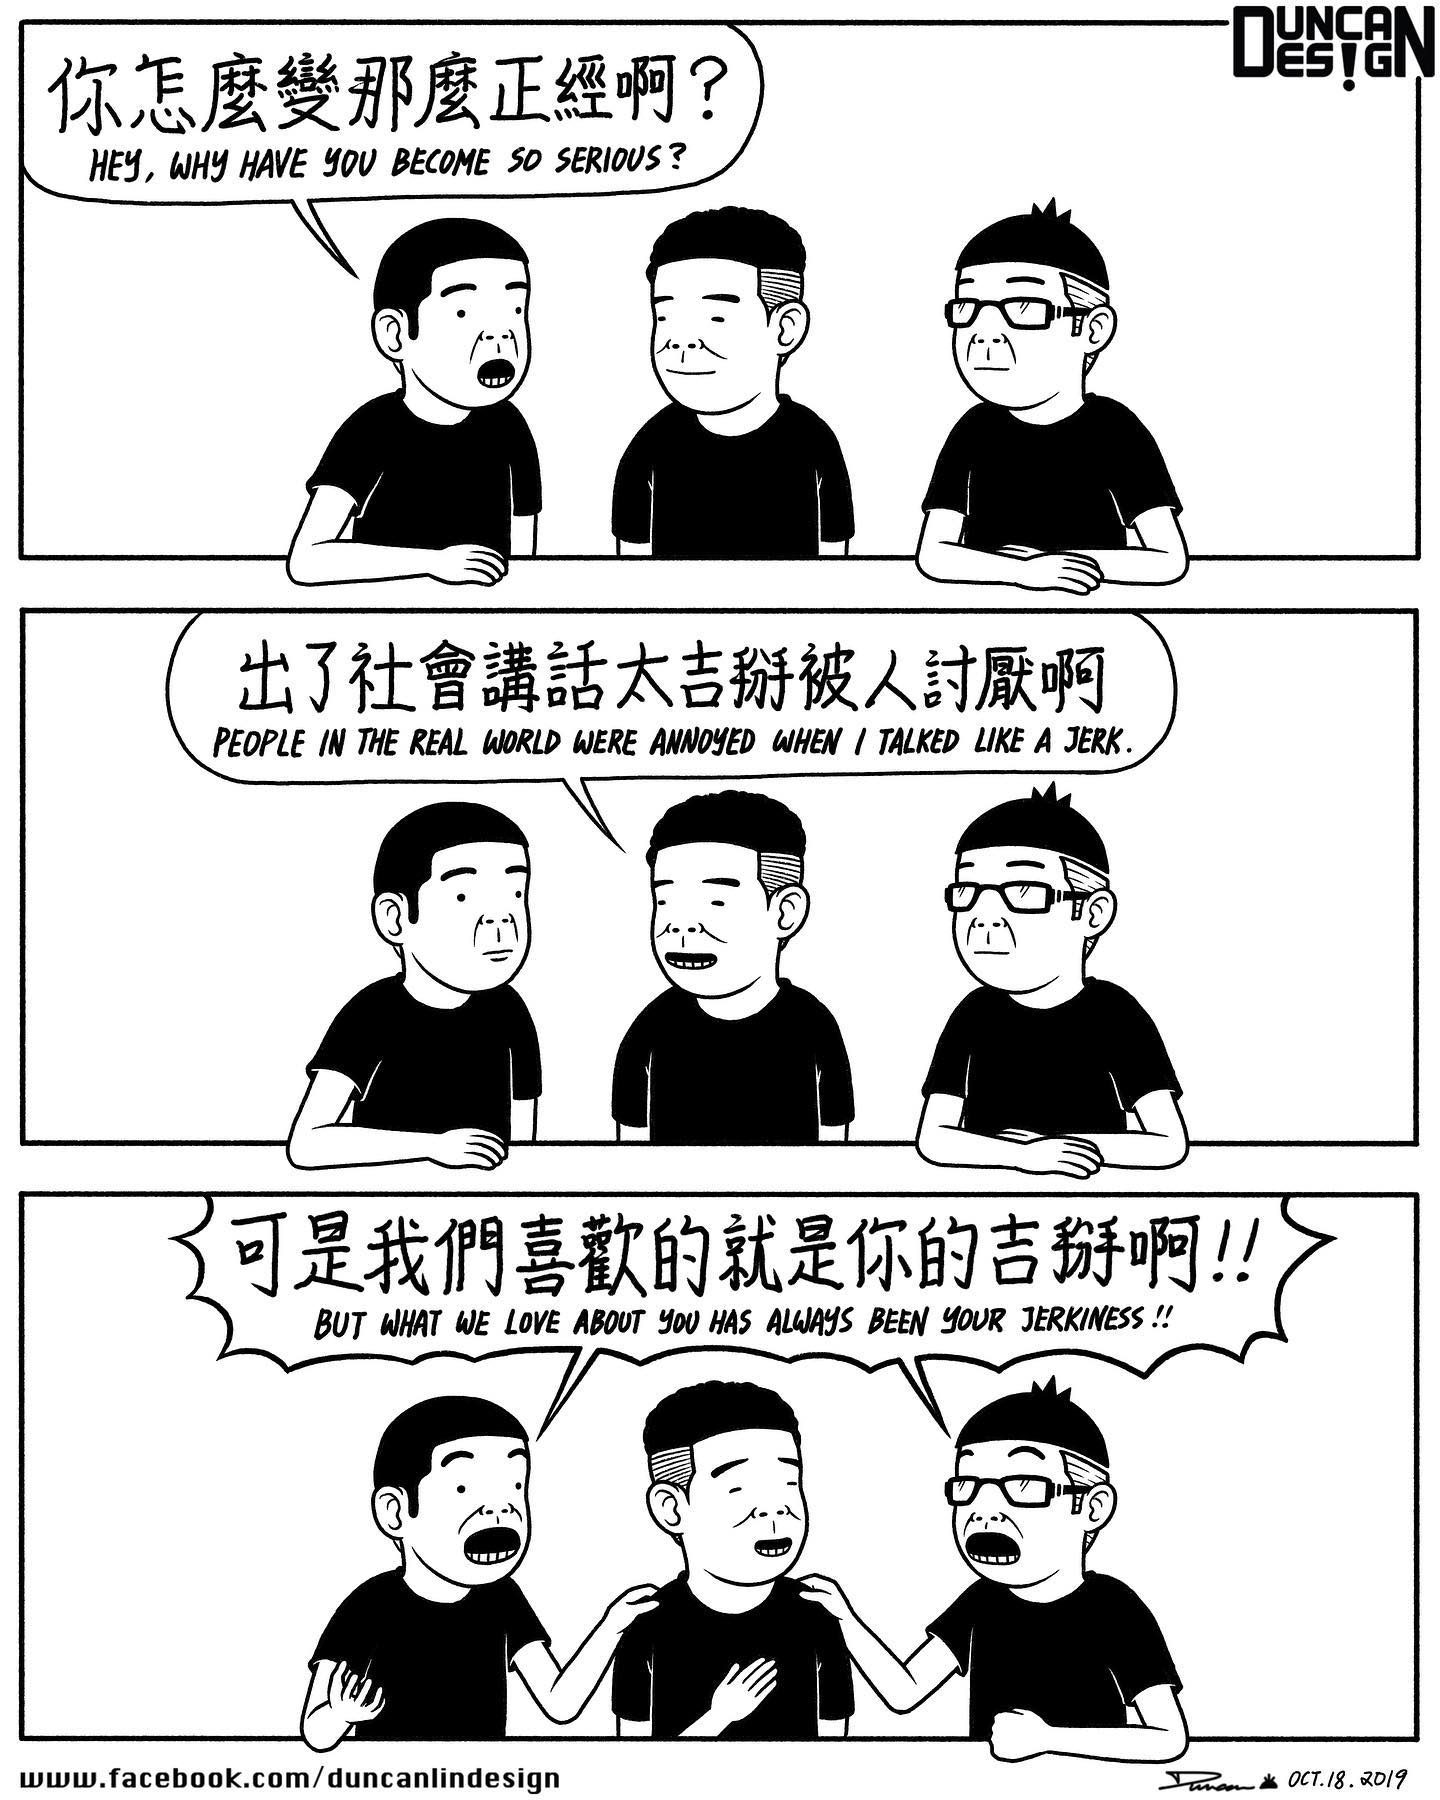 DUNCAN
DESIGN
你怎麼變那麼正經啊？
HEY, WHY HAVE YOU BECOME SO SERIOUS?
出了社會講話太吉掰被人討厭啊
PEOPLE IN THE REAL WORLD WERE ANNOYED WHEN I TALKED LIKE A JERK.
可是我們喜歡的就是你的吉掰啊!!
BUT WHAT WE LOVE ABOUT YOU HAS ALWAYS BEEN YOUR JERKINESS!!
www.facebook.com/duncanlindesign
Duncan OCT.18.2019